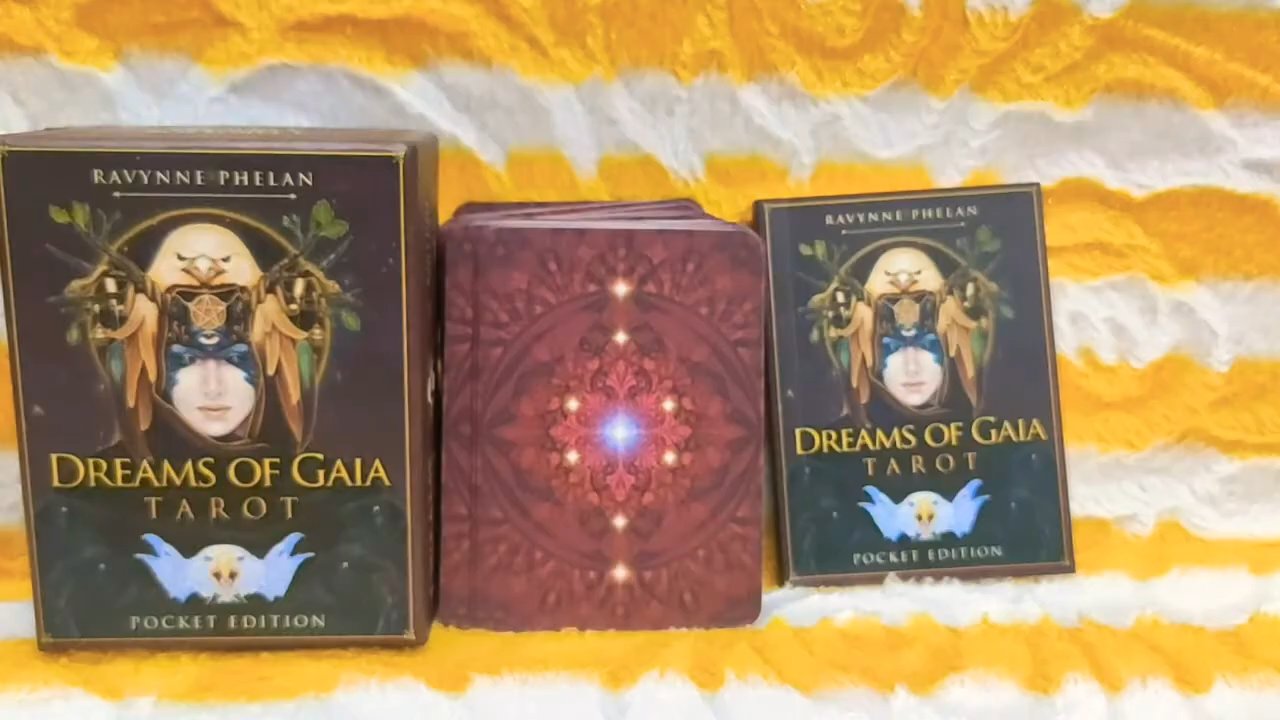 RAVYNNE PHELAN
DREAMS OF GAIA
TAROT
POCKET EDITION
RAVYNNE PHELAN
DREAMS OF GAIA
TAROT
POCKET EDITION